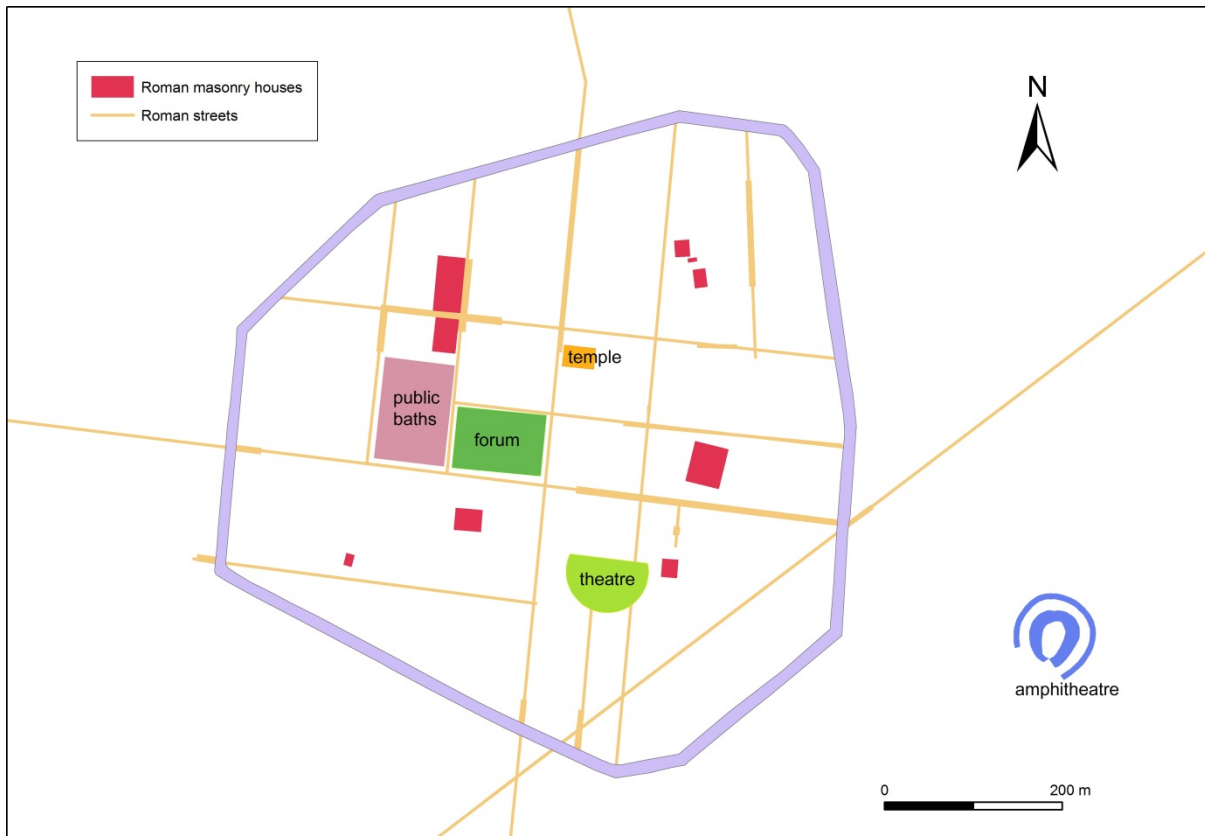 Roman masonry houses
Roman streets
N
temple
public
baths
forum
theatre
amphitheatre
0 200 m